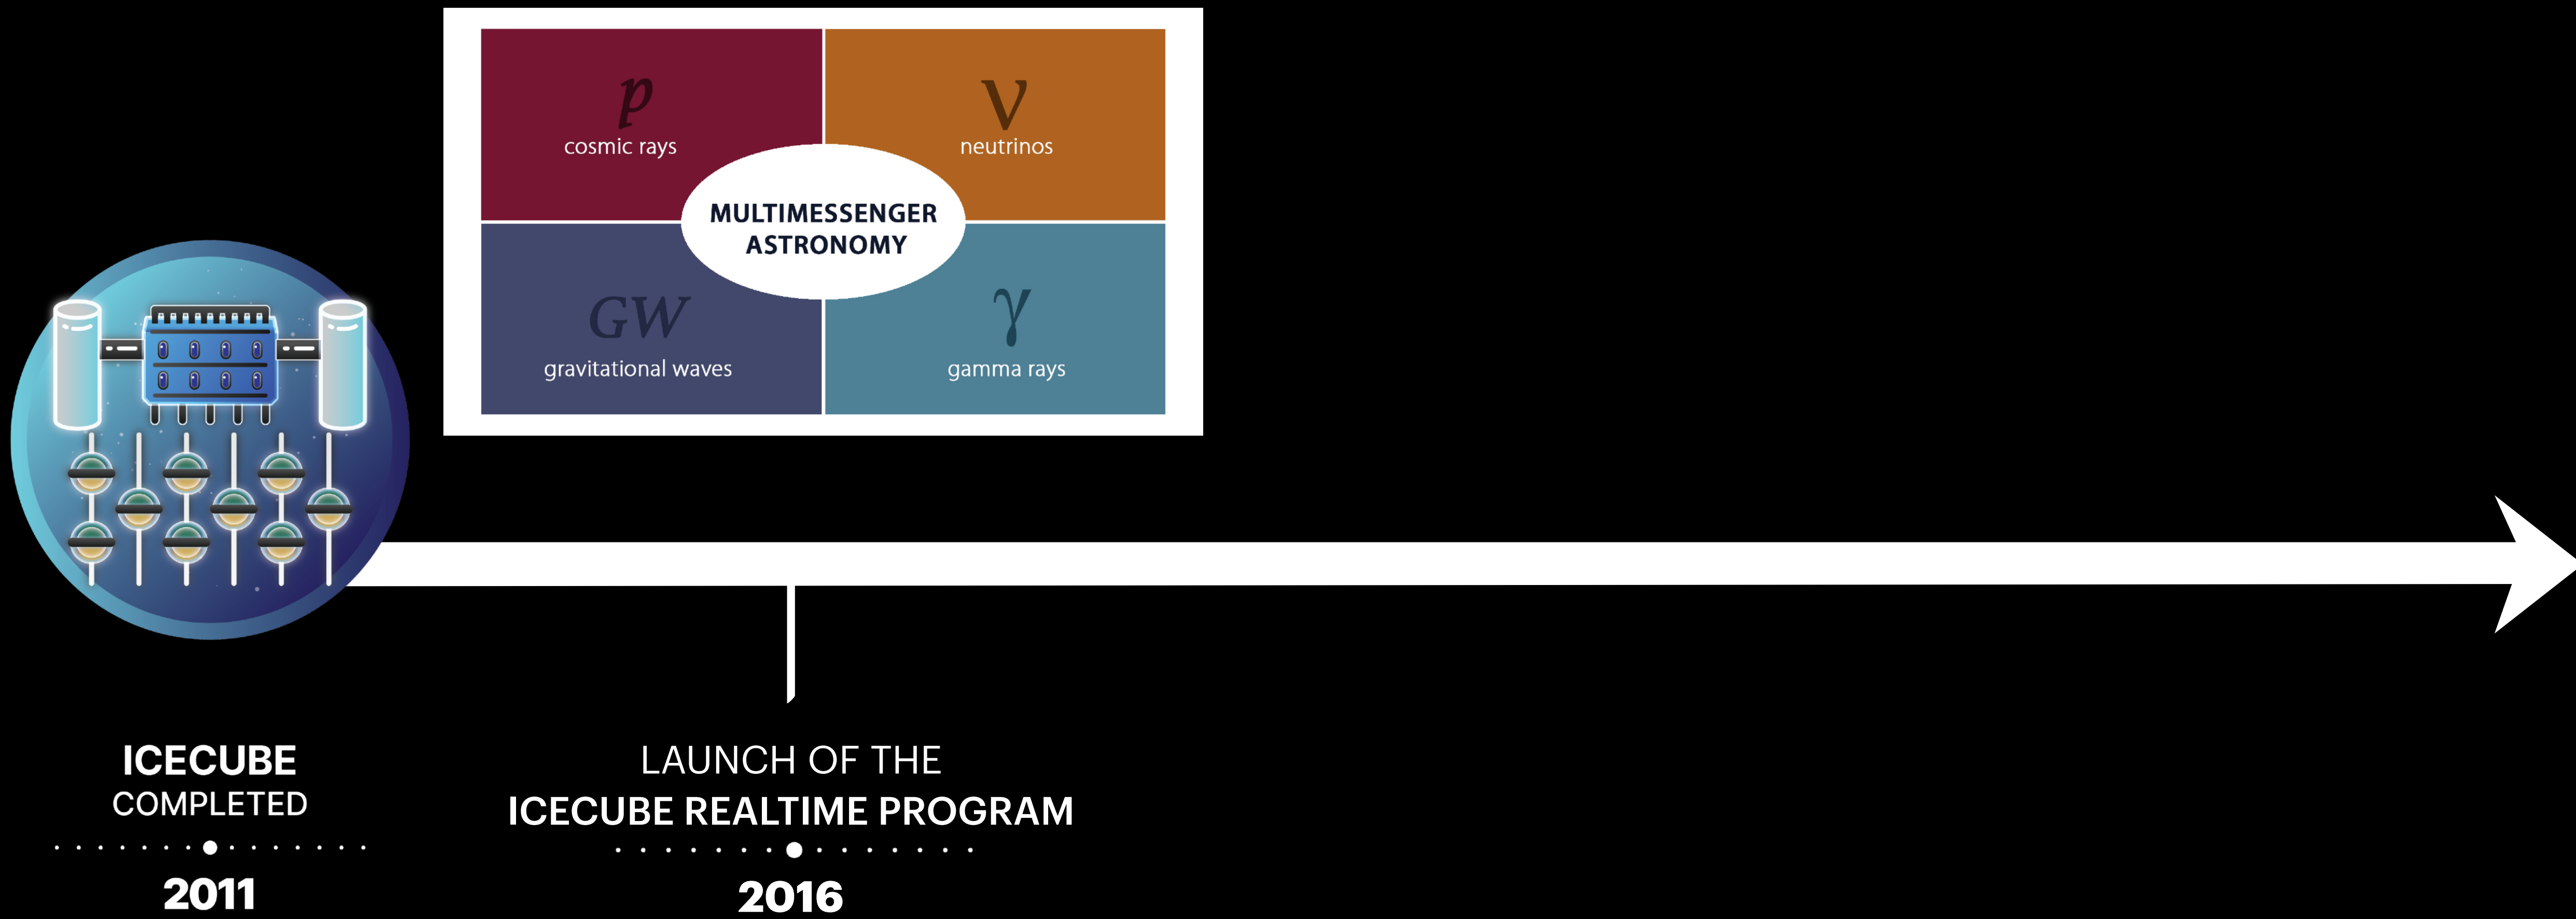 p
cosmic rays
ν
neutrinos
MULTIMESSENGER
ASTRONOMY
GW
gravitational waves
γ
gamma rays
ICECUBE
COMPLETED
2011
LAUNCH OF THE
ICECUBE REALTIME PROGRAM
2016